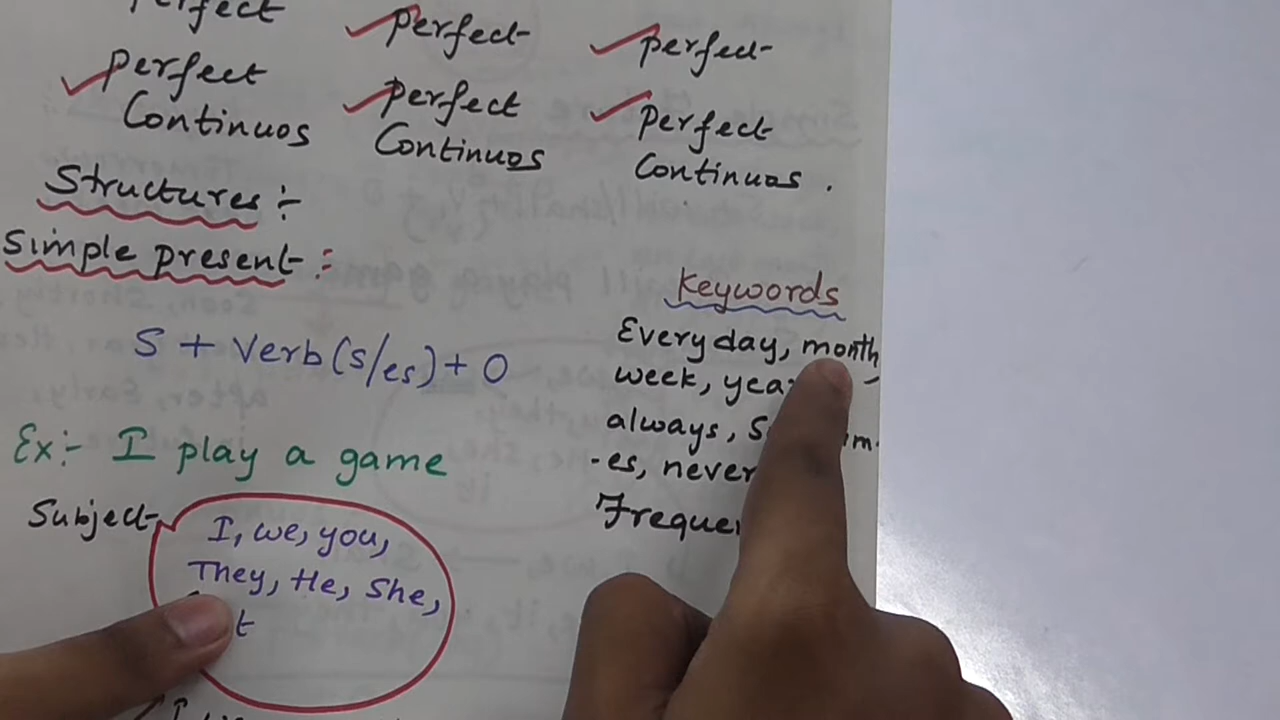 Perfect Perfect Perfect
Perfect Continuos Perfect Continuos Perfect Continuos .
Structures :-
Simple present :-
S + Verb (s/es) + O
Ex:- I play a game
Subject
I, we, you,
They, He, She,
Keywords
Every day, month,
week,
always,
-es, never